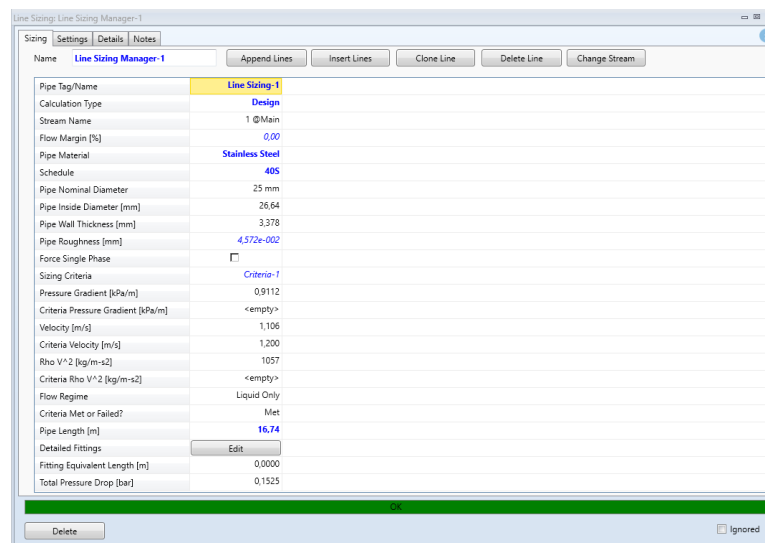 Line Sizing: Line Sizing Manager-1
Sizing Settings Details Notes
Name Line Sizing Manager-1 Append Lines Insert Lines Clone Line Delete Line Change Stream
Pipe Tag/Name Line Sizing-1
Calculation Type Design
Stream Name 1 @Main
Flow Margin [%] 0,00
Pipe Material Stainless Steel
Schedule 40S
Pipe Nominal Diameter 25 mm
Pipe Inside Diameter [mm] 26,64
Pipe Wall Thickness [mm] 3,378
Pipe Roughness [mm] 4,572e-002
Force Single Phase
Sizing Criteria Criteria-1
Pressure Gradient [kPa/m] 0,9112
Criteria Pressure Gradient [kPa/m] <empty>
Velocity [m/s] 1,106
Criteria Velocity [m/s] 1,200
Rho V^2 [kg/m-s2] 1057
Criteria Rho V^2 [kg/m-s2] <empty>
Flow Regime Liquid Only
Criteria Met or Failed? Met
Pipe Length [m] 16,74
Detailed Fittings Edit
Fitting Equivalent Length [m] 0,0000
Total Pressure Drop [bar] 0,1525
OK
Delete Ignored